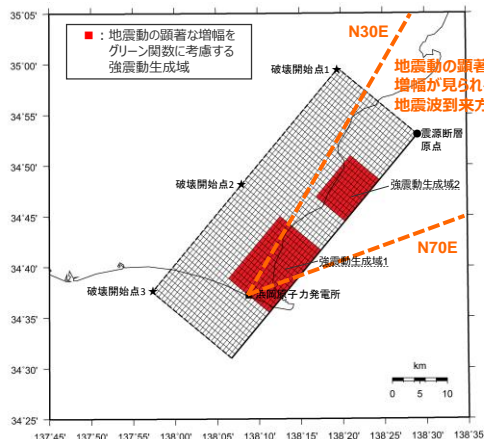 ■ : 地震動の顕著な増幅を
グリーン関数に考慮する
強震動生成域
N30E
地震動の顕著
増幅が見られ
地震波到来方
破壊開始点1
震源断層
原点
破壊開始点2
強震動生成域2
N70E
強震動生成域1
破壊開始点3
浜岡原子力発電所
km
0 5 10
35°05'
35°00'
34°55'
34°50'
34°45'
34°40'
34°35'
34°30'
34°25'
137°45' 137°50' 137°55' 138°00' 138°05' 138°10' 138°15' 138°20' 138°25' 138°30' 138°35'